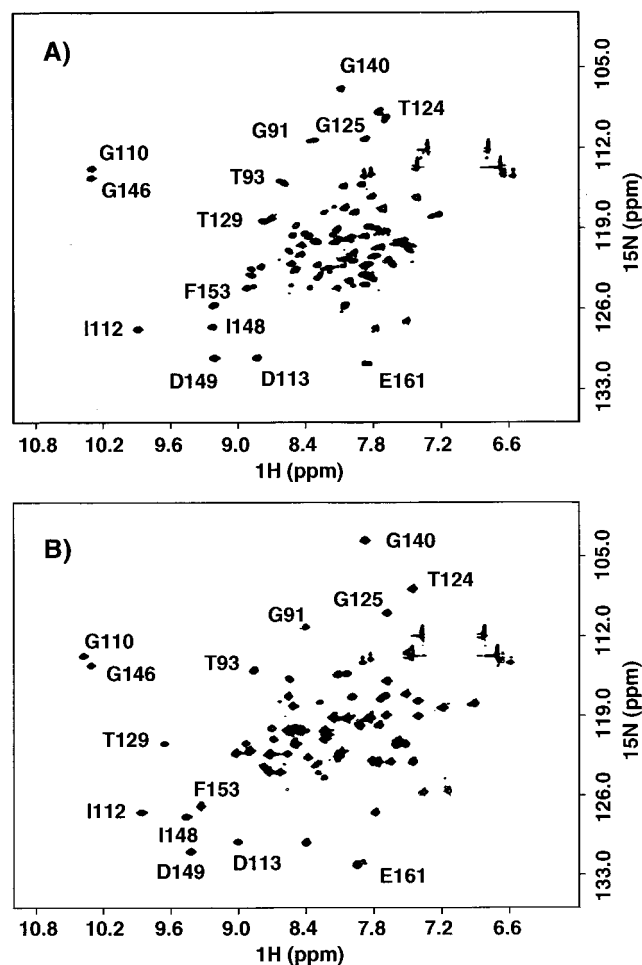 A)
G140
105.0
T124
G91
G125
112.0
G110
G146
T93
T129
119.0
15N (ppm)
F153
126.0
I112
I148
D149
D113
E161
133.0
10.8 10.2 9.6 9.0 8.4 7.8 7.2 6.6
1H (ppm)
B)
G140
105.0
T124
G125
G91
112.0
G110
G146
T93
T129
119.0
15N (ppm)
F153
126.0
I112
I148
D149
D113
E161
133.0
10.8 10.2 9.6 9.0 8.4 7.8 7.2 6.6
1H (ppm)